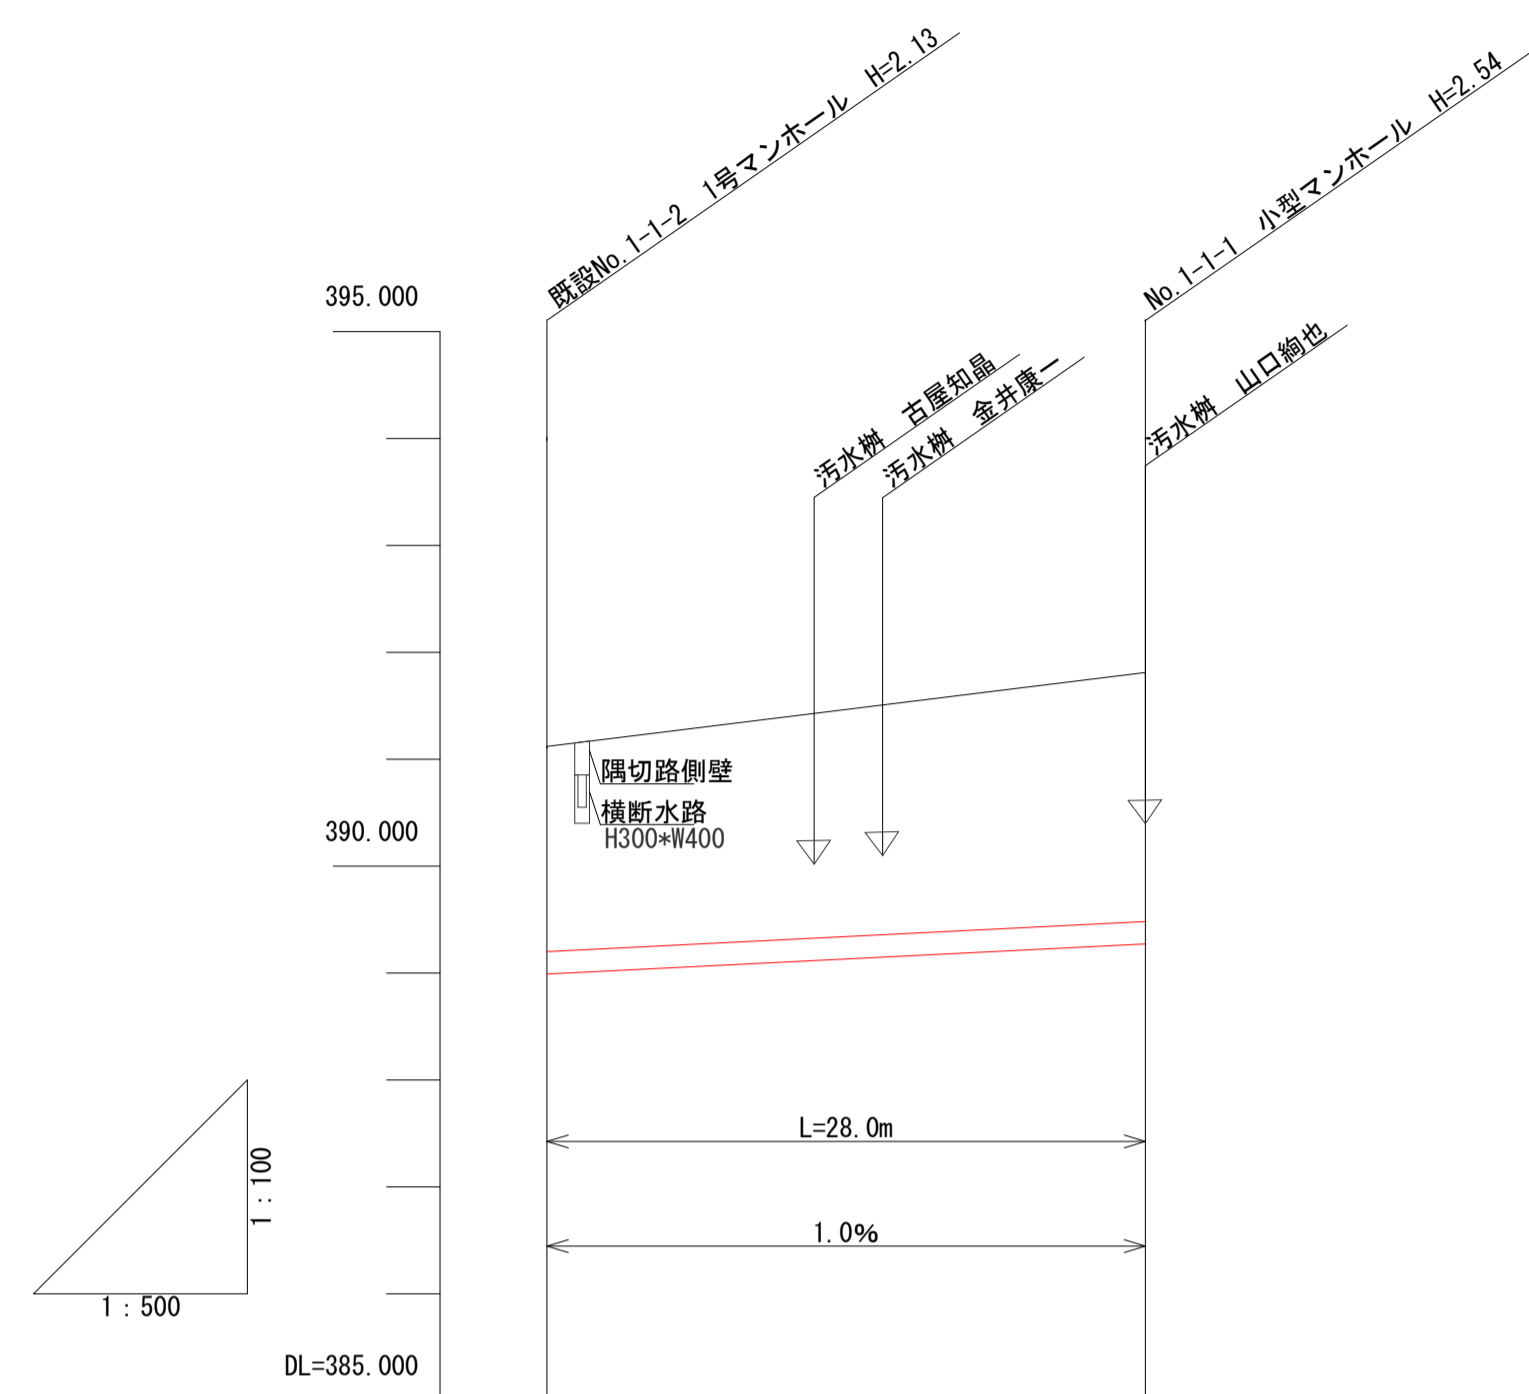 既設No.1-1-2　1号マンホール　H=2.13
No.1-1-1　小型マンホール　H=2.54
395.000
汚水桝　古屋知晶
汚水桝　金井康一
汚水桝　山口絢也
隅切路側壁
横断水路
H300*W400
390.000
L=28.0m
1.0%
1:100
1:500
DL=385.000